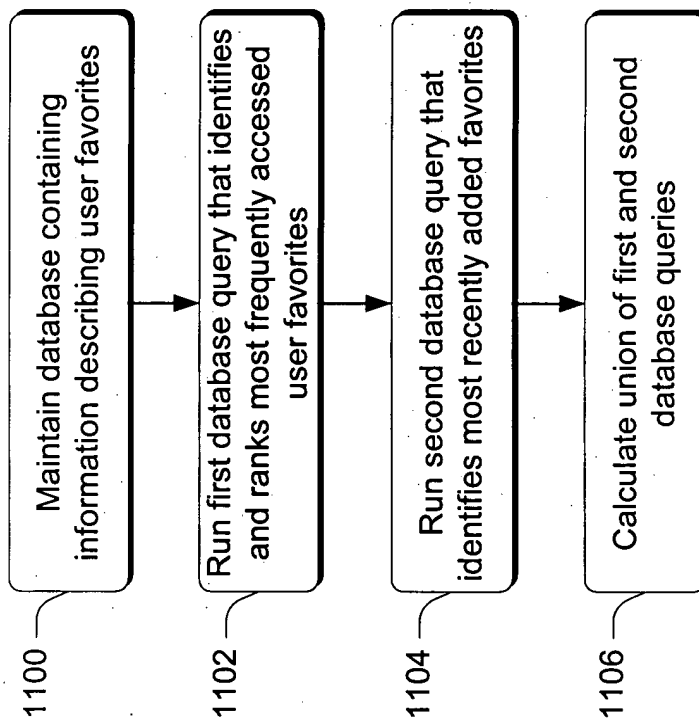 1100
Maintain database containing
information describing user favorites
1102
Run first database query that identifies
and ranks most frequently accessed
user favorites
1104
Run second database query that
identifies most recently added favorites
1106
Calculate union of first and second
database queries